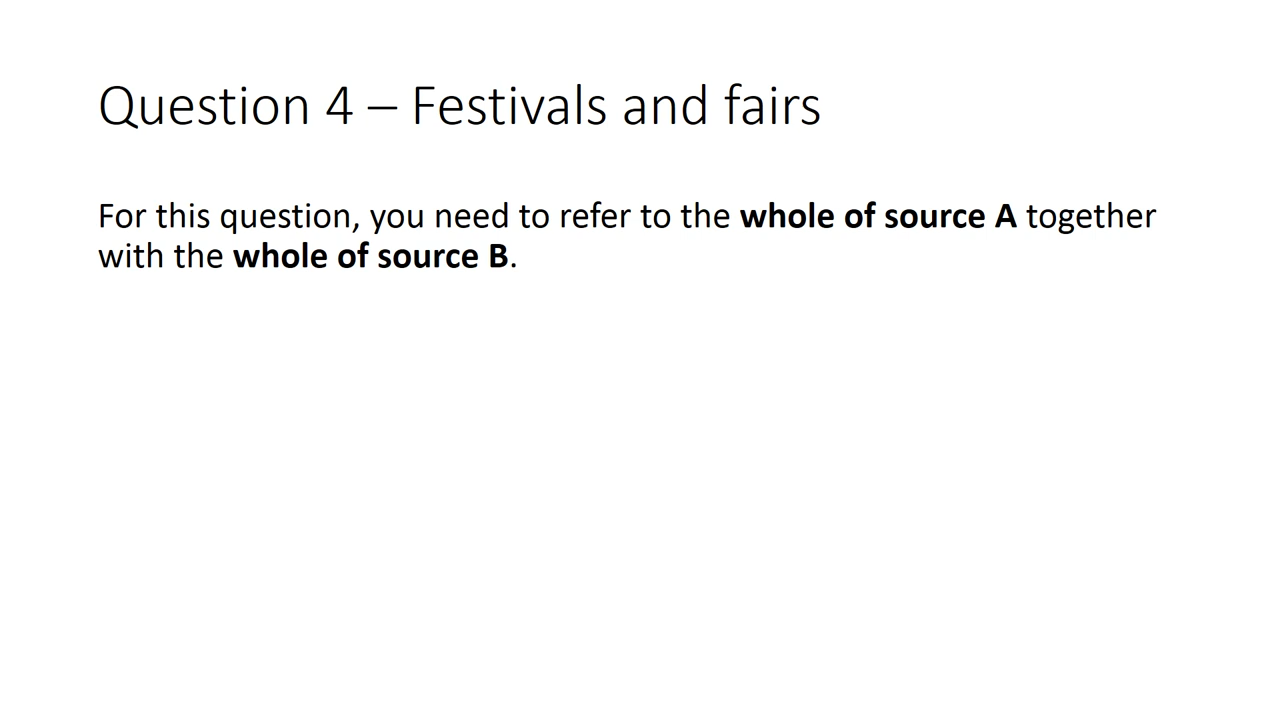 Question 4 – Festivals and fairs
For this question, you need to refer to the whole of source A together
with the whole of source B.